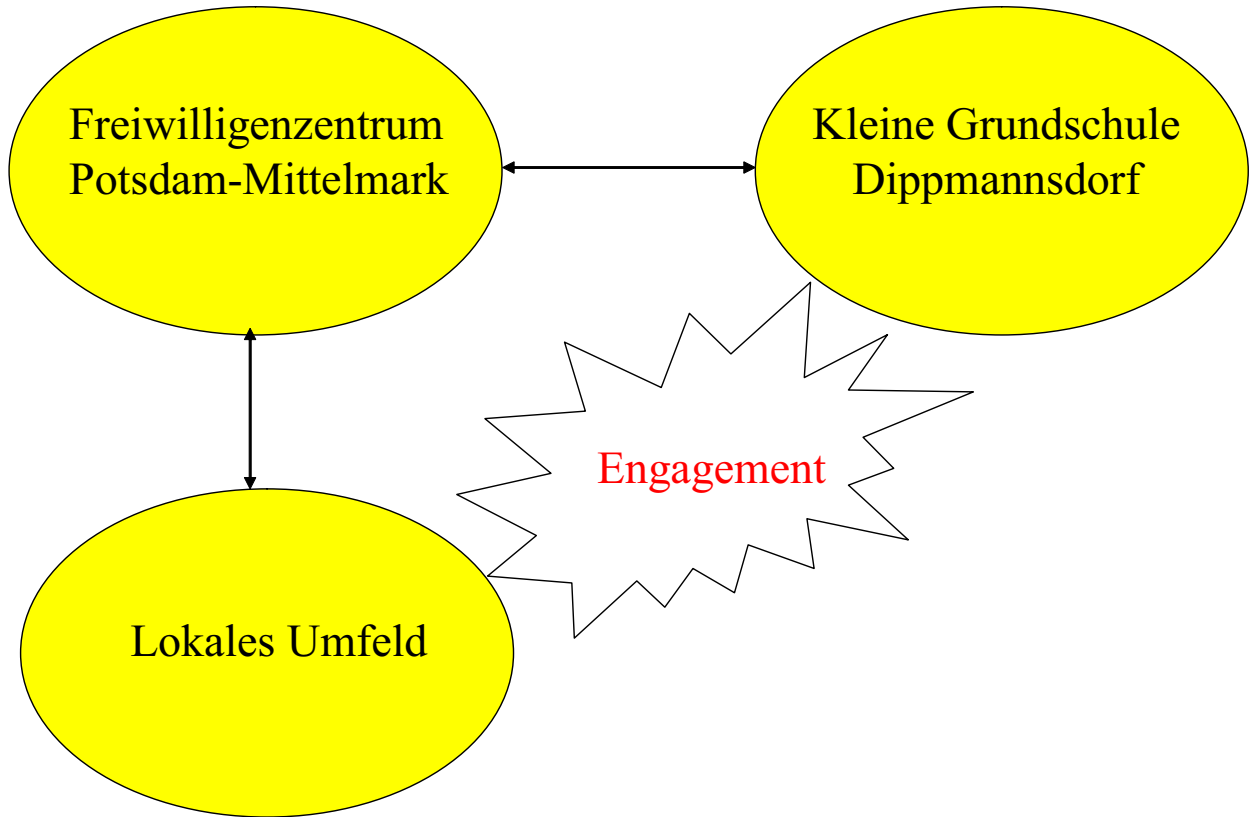 Freiwilligenzentrum
Potsdam-Mittelmark
Kleine Grundschule
Dippmannsdorf
Engagement
Lokales Umfeld